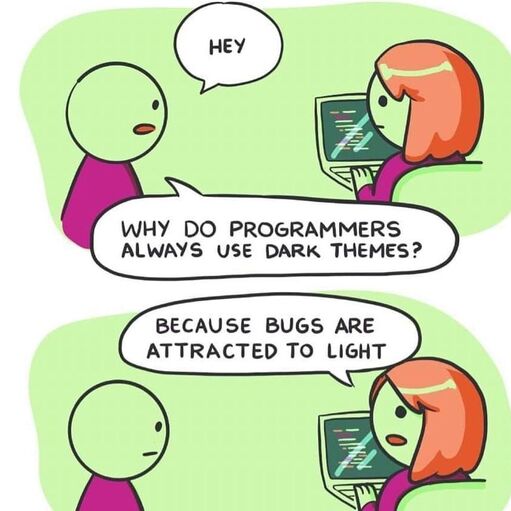 HEY
WHY DO PROGRAMMERS
ALWAYS USE DARK THEMES?
BECAUSE BUGS ARE
ATTRACTED TO LIGHT